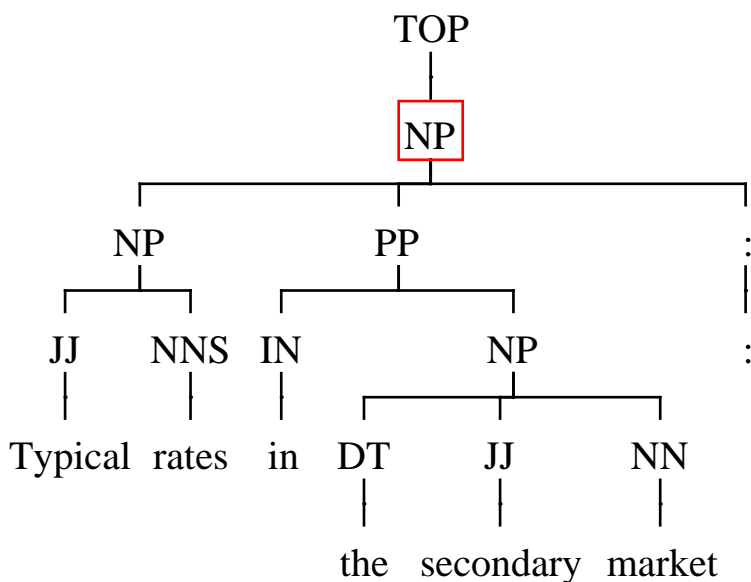 TOP
NP
NP PP :
JJ NNS IN NP :
Typical rates in DT JJ NN
the secondary market